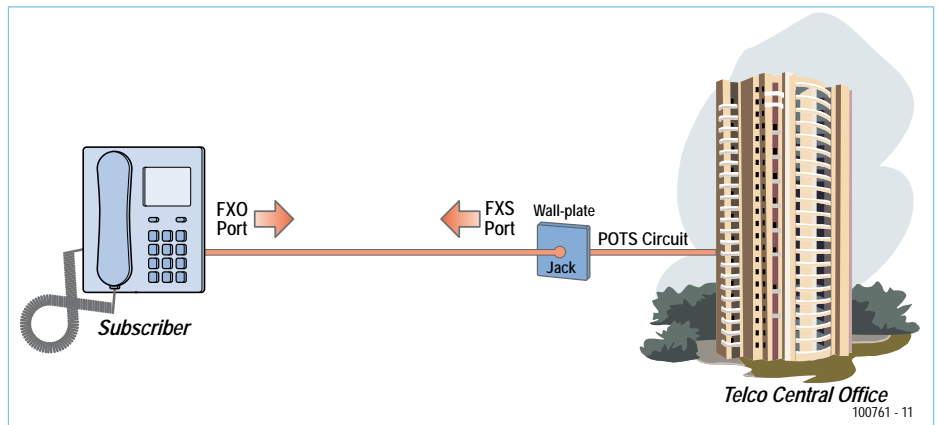 FXO
Port
FXS
Port
Wall-plate
Jack
POTS Circuit
Subscriber
Telco Central Office
100761 - 11